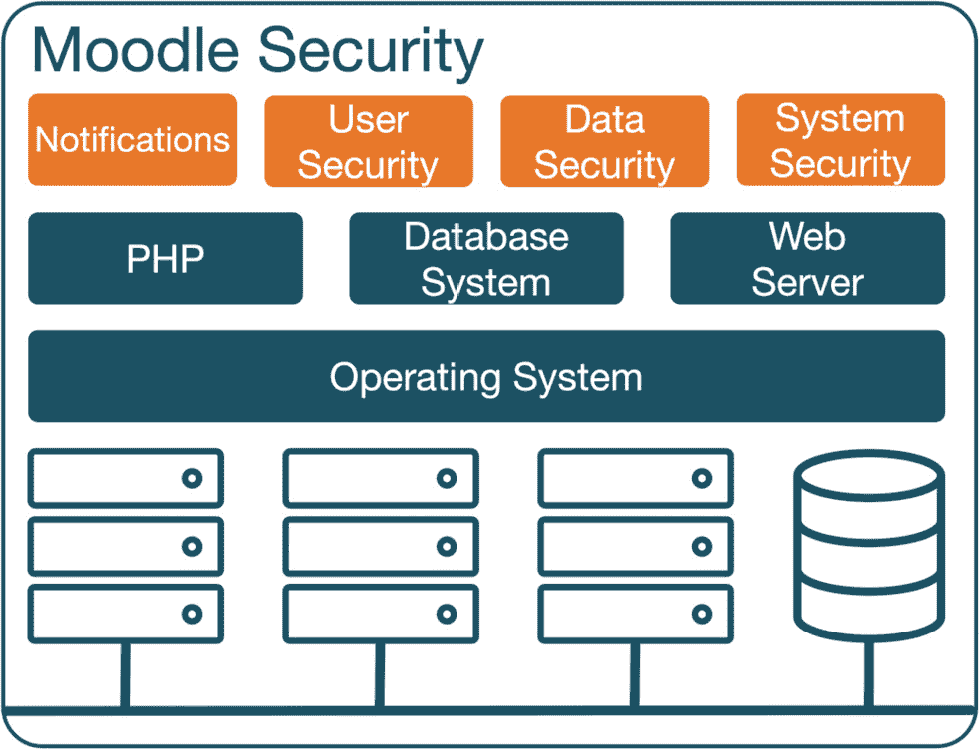 Moodle Security
Notifications
User
Security
Data
Security
System
Security
PHP
Database
System
Web
Server
Operating System